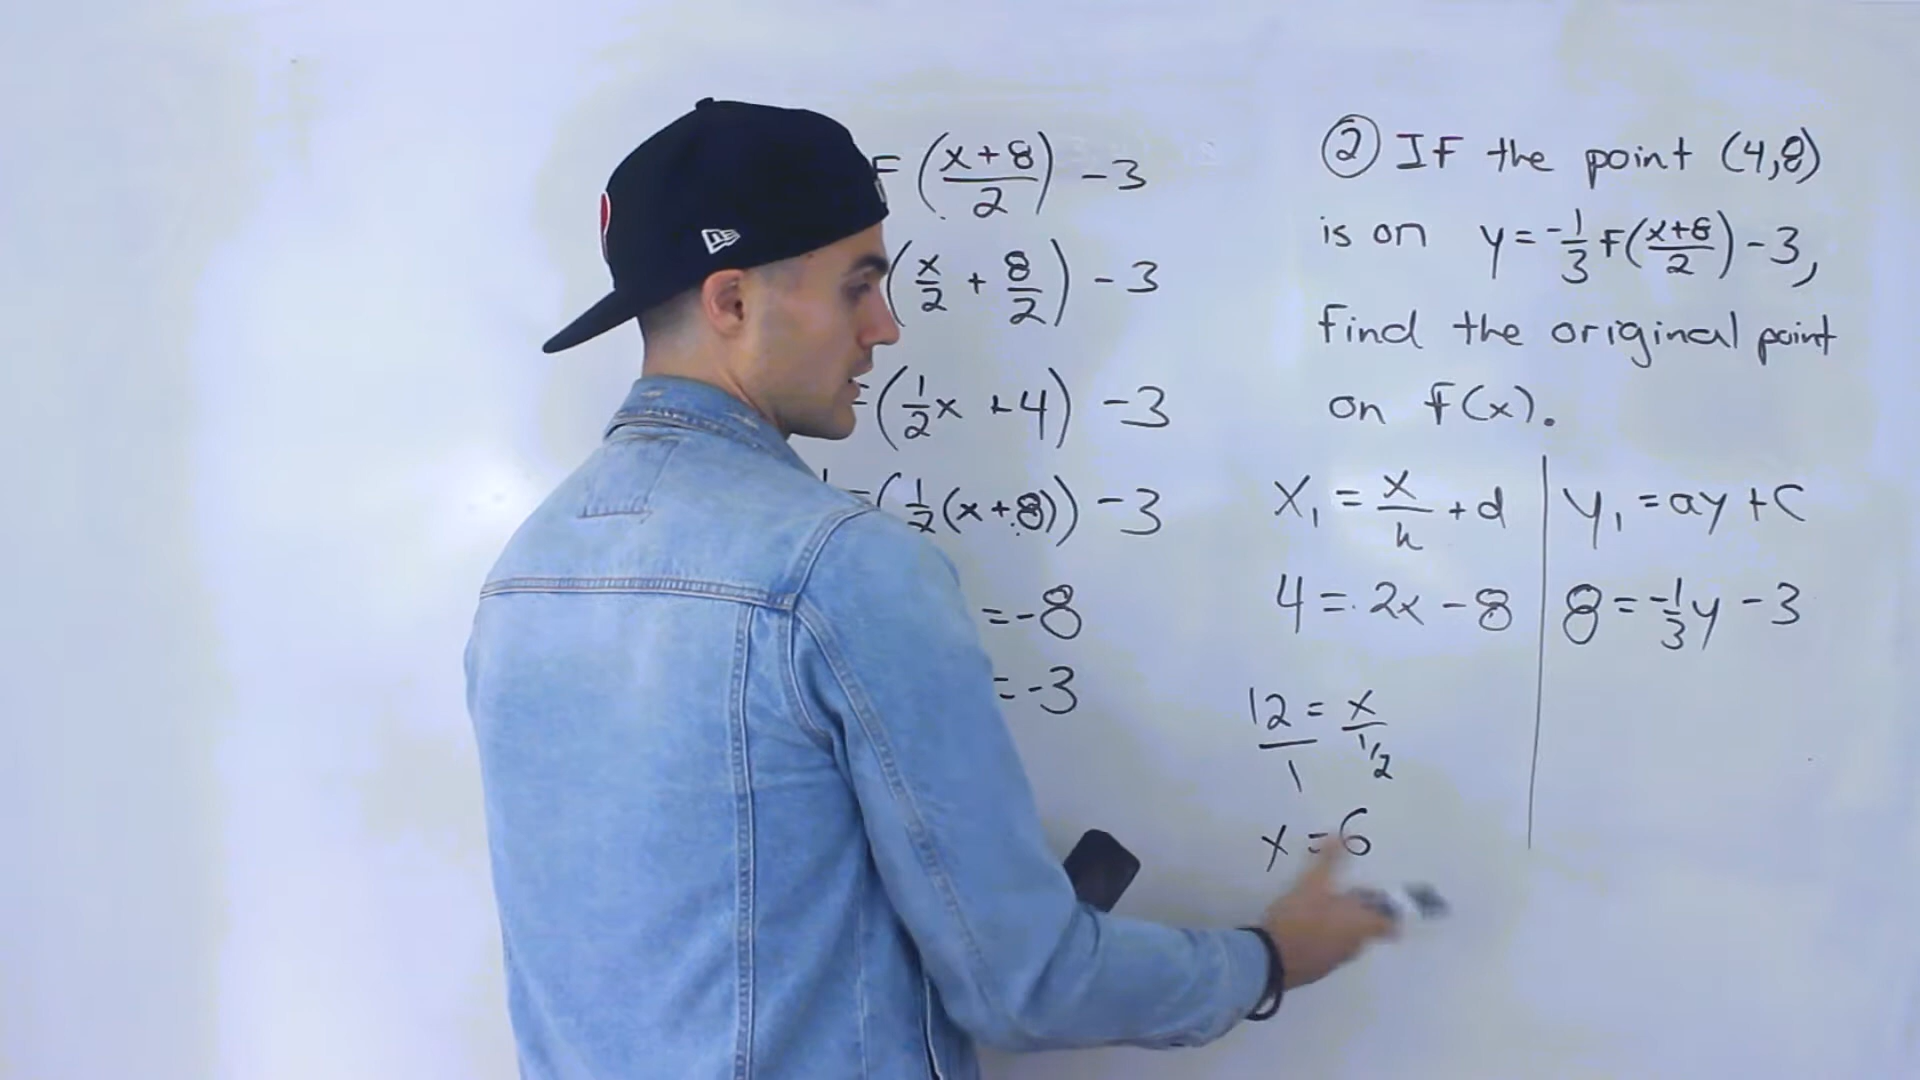 F (x+8/2) -3
(x/2 + 8/2) -3
(1/2x +4) -3
(1/2(x+8)) -3
=-8
=-3
② IF the point (4,8)
is on y=-1/3 F(x+8/2)-3,
find the original point
on f(x).
x₁ = x/k +d
4 = 2x -8
12/1 = x/1/2
x = 6
y₁ = ay +c
8=-1/3y -3